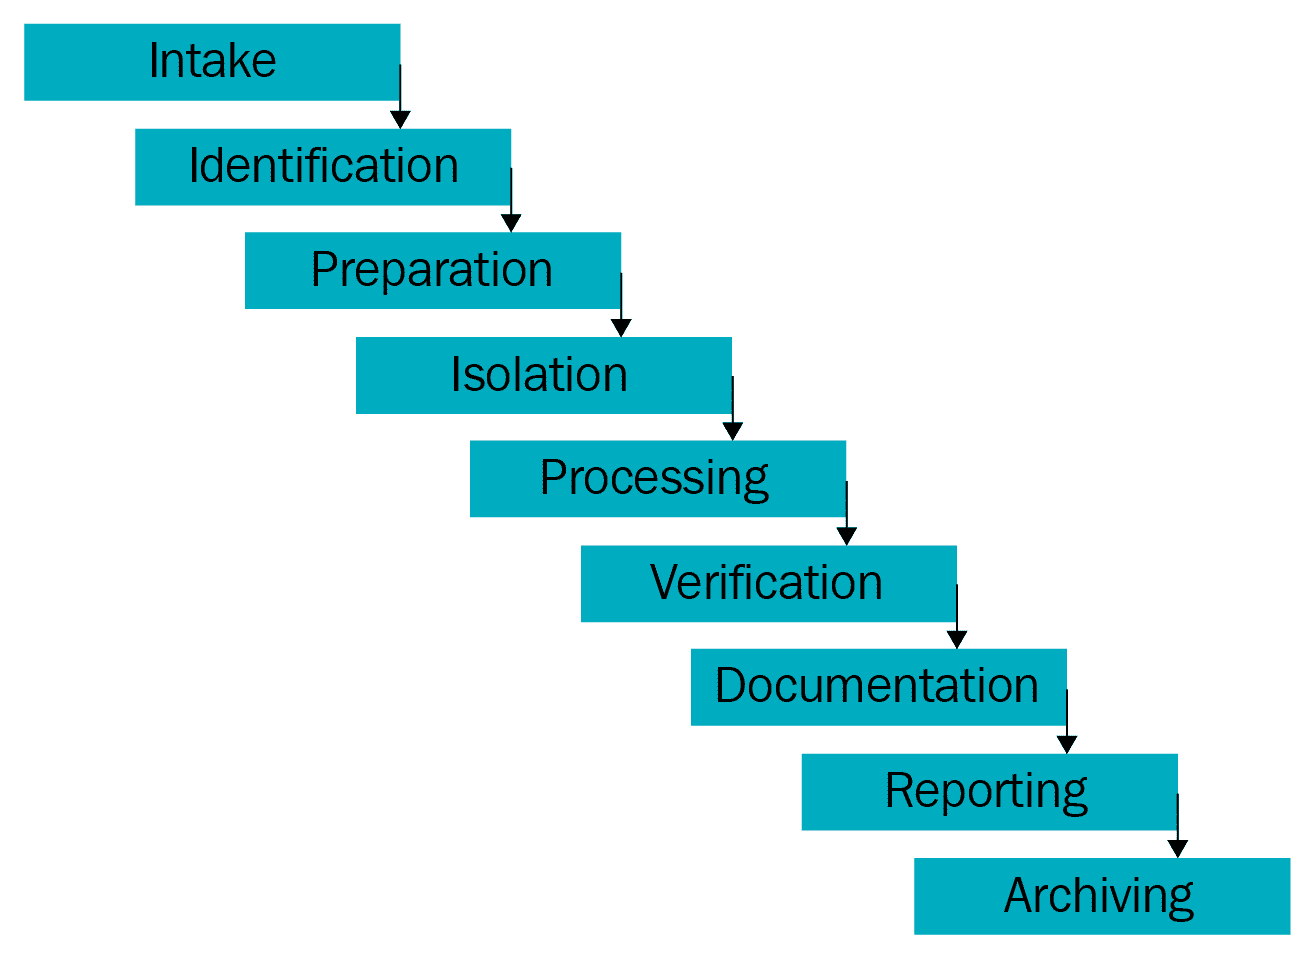 Intake
Identification
Preparation
Isolation
Processing
Verification
Documentation
Reporting
Archiving